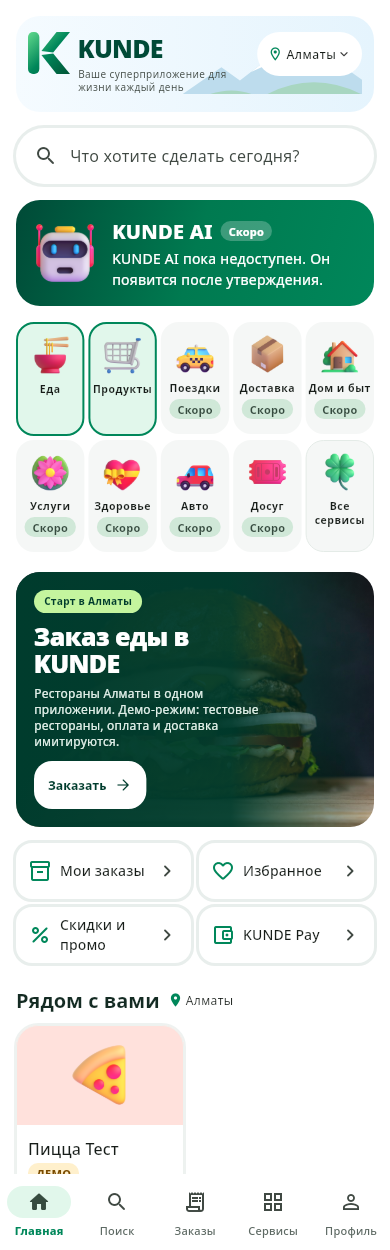 KUNDE
Ваше суперприложение для
жизни каждый день
Алматы
Что хотите сделать сегодня?
KUNDE AI Скоро
KUNDE AI пока недоступен. Он
появится после утверждения.
Еда
Продукты
Поездки
Скоро
Доставка
Скоро
Дом и быт
Скоро
Услуги
Скоро
Здоровье
Скоро
Авто
Скоро
Досуг
Скоро
Все
сервисы
Старт в Алматы
Заказ еды в
KUNDE
Рестораны Алматы в одном
приложении. Демо-режим: тестовые
рестораны, оплата и доставка
имитируются.
Заказать
Мои заказы
Избранное
Скидки и
промо
KUNDE Pay
Рядом с вами Алматы
Пицца Тест
ДЕМО
Главная
Поиск
Заказы
Сервисы
Профиль